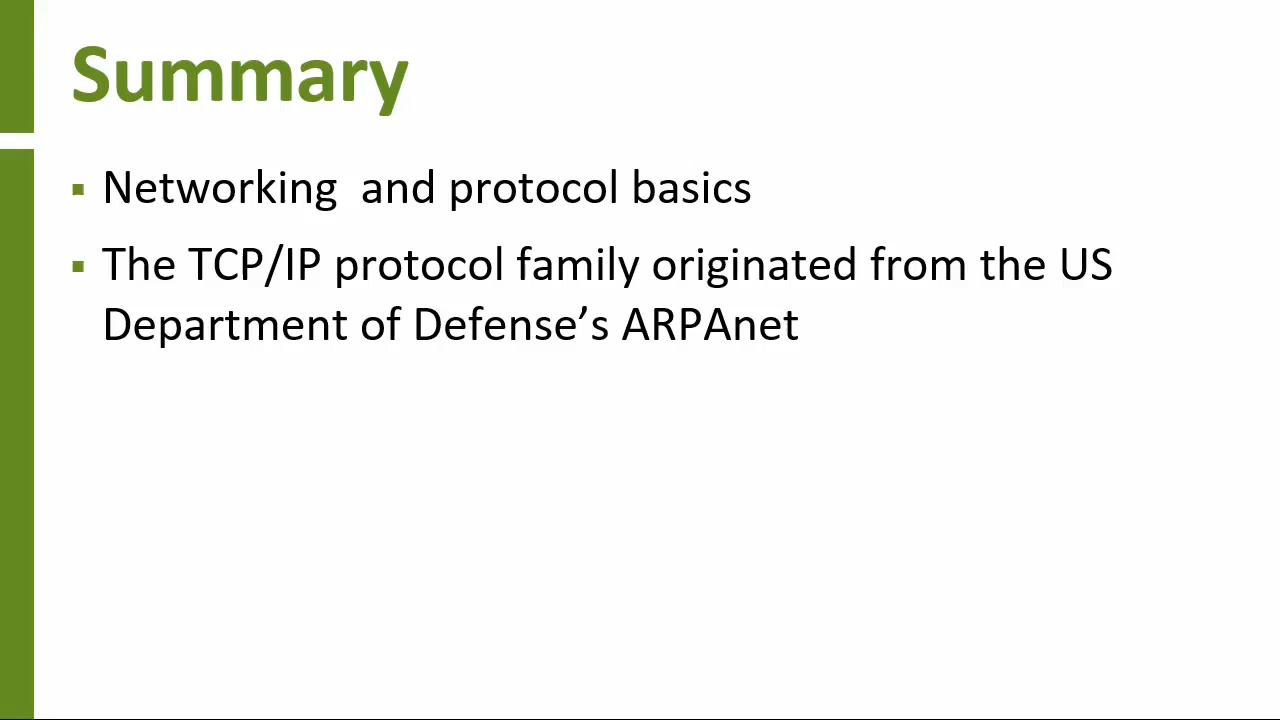 Summary
▪ Networking  and protocol basics
▪ The TCP/IP protocol family originated from the US
Department of Defense’s ARPAnet